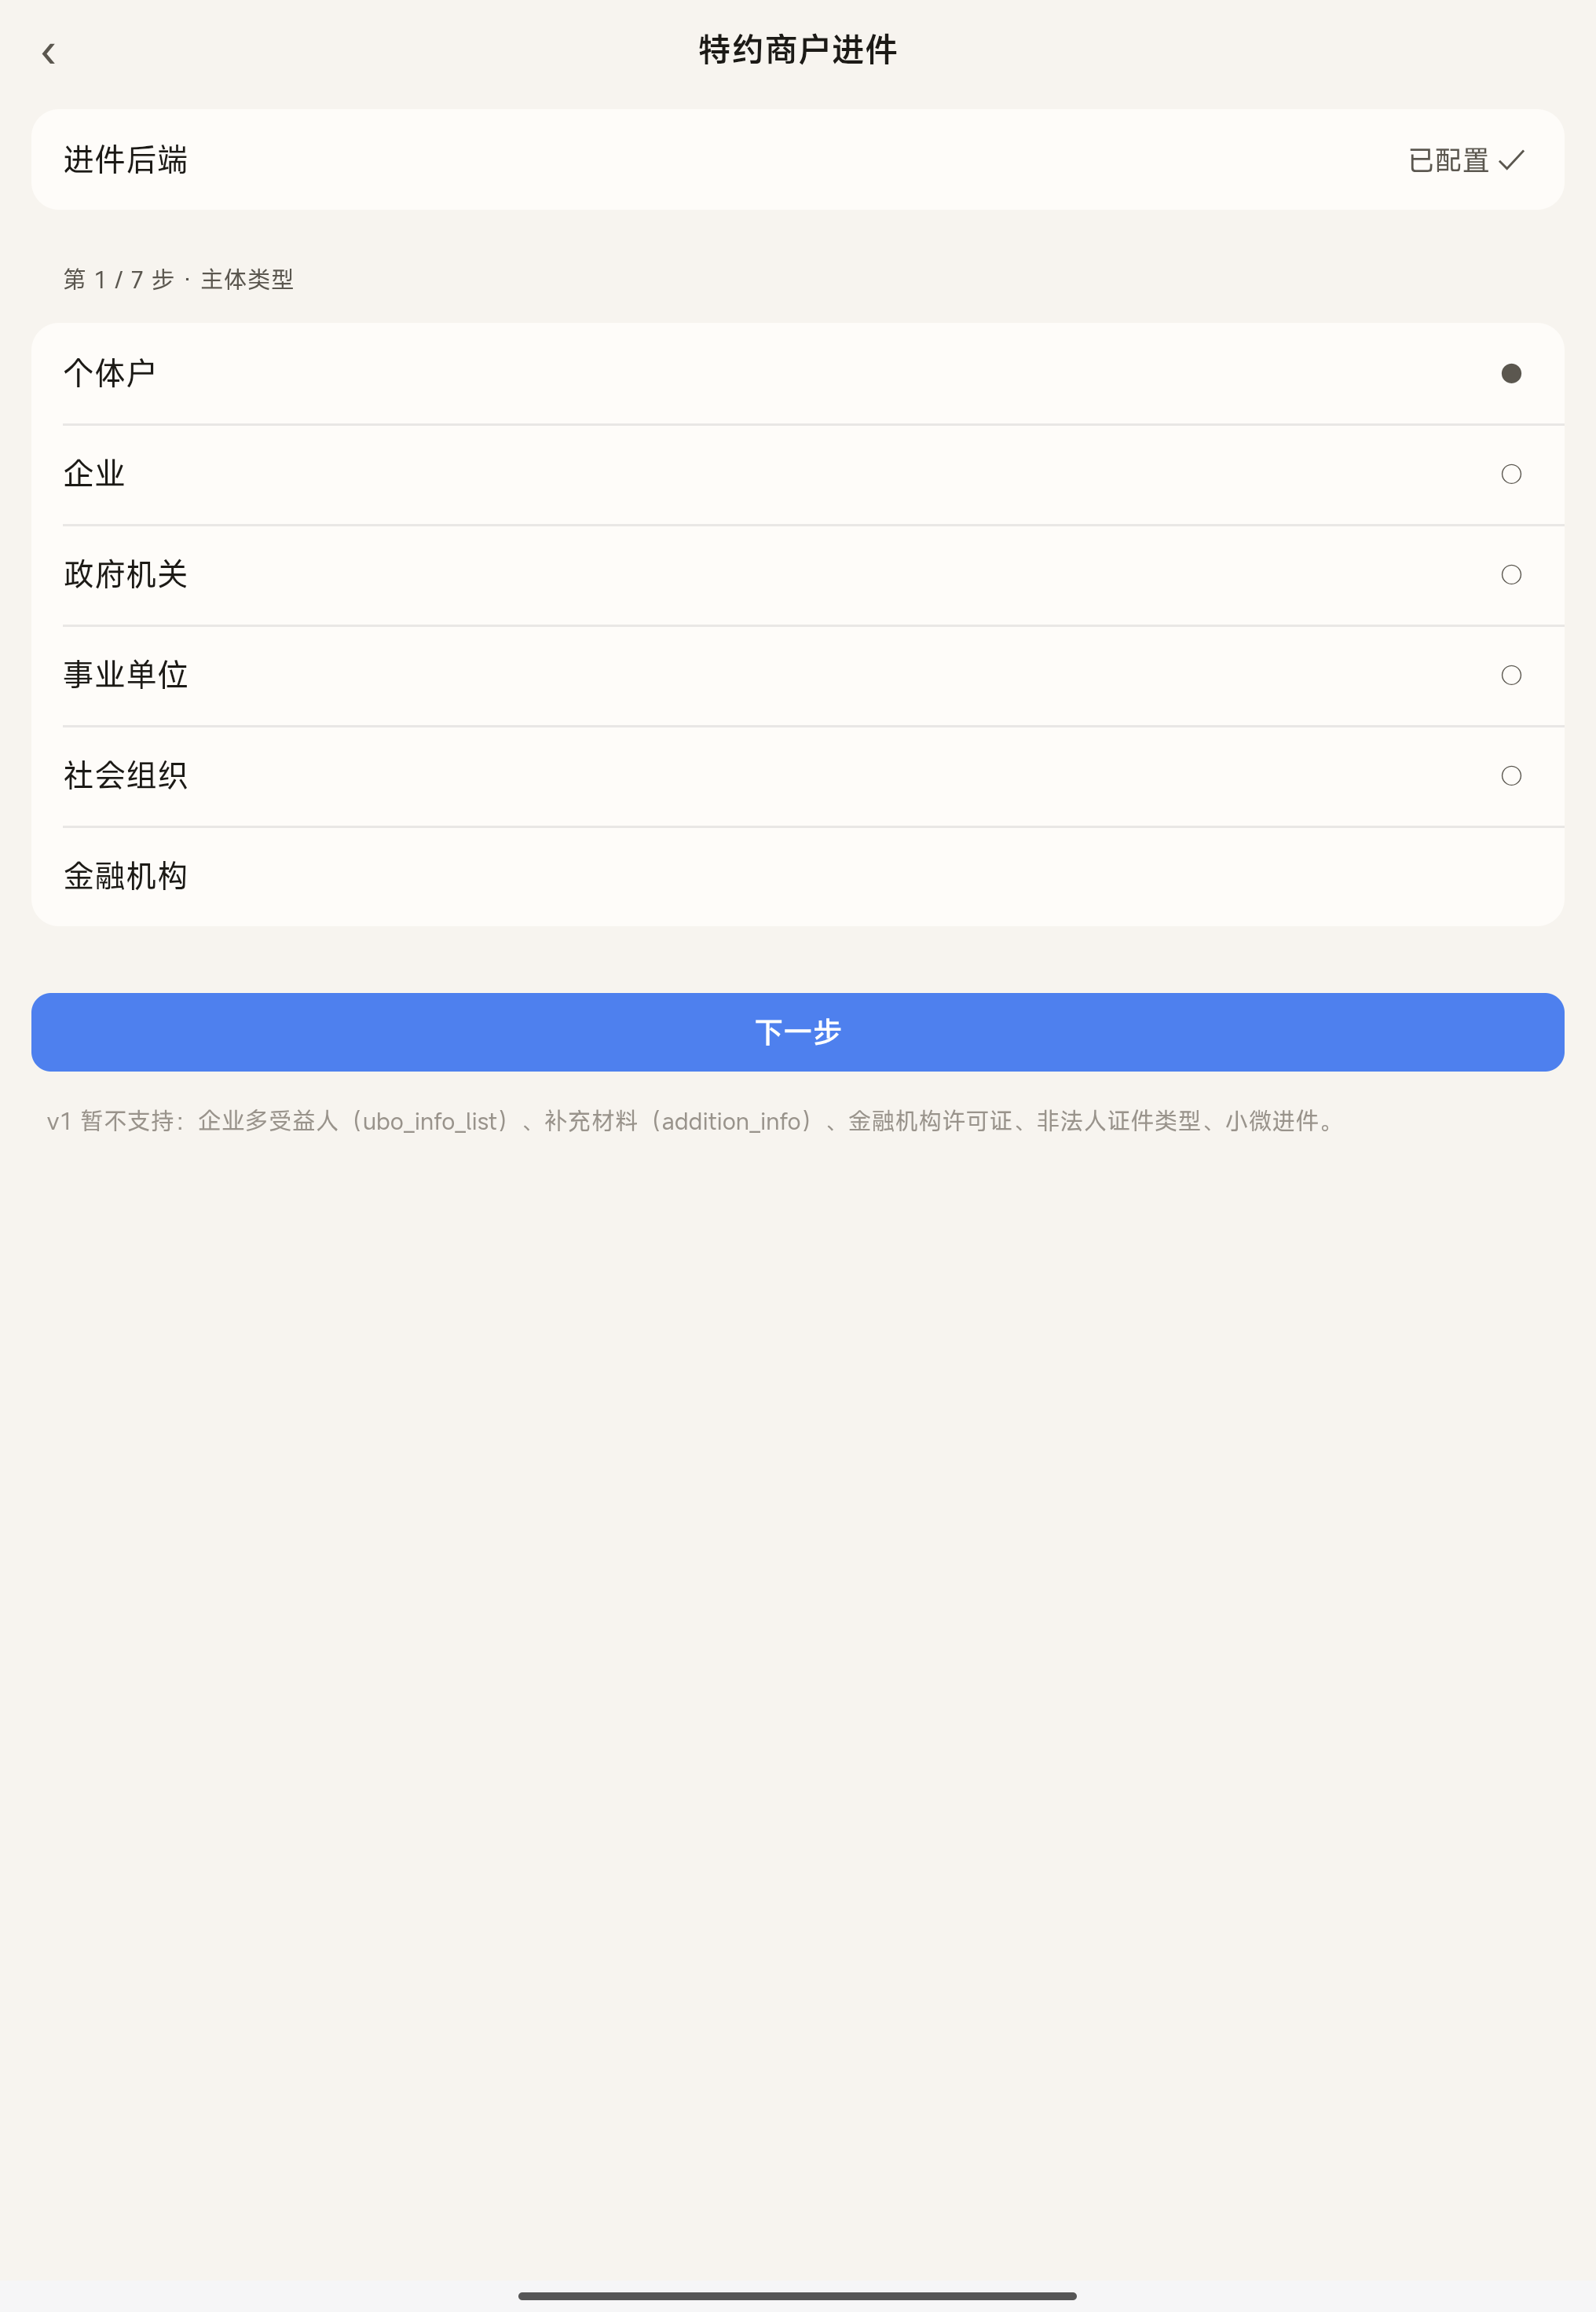 特约商户进件
进件后端 已配置 ✓
第 1 / 7 步 · 主体类型
个体户
企业
政府机关
事业单位
社会组织
金融机构
下一步
v1 暂不支持：企业多受益人（ubo_info_list）、补充材料（addition_info）、金融机构许可证、非法人证件类型、小微进件。